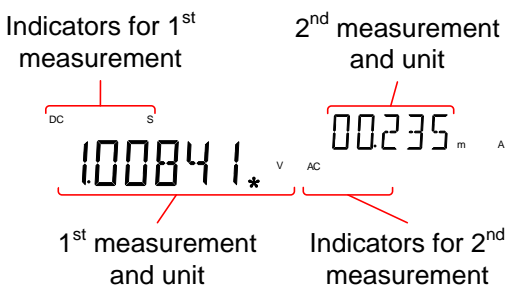 Indicators for 1st
measurement
2nd measurement
and unit
DC S
1.00841.* V
00.235 m A
AC
1st measurement
and unit
Indicators for 2nd
measurement